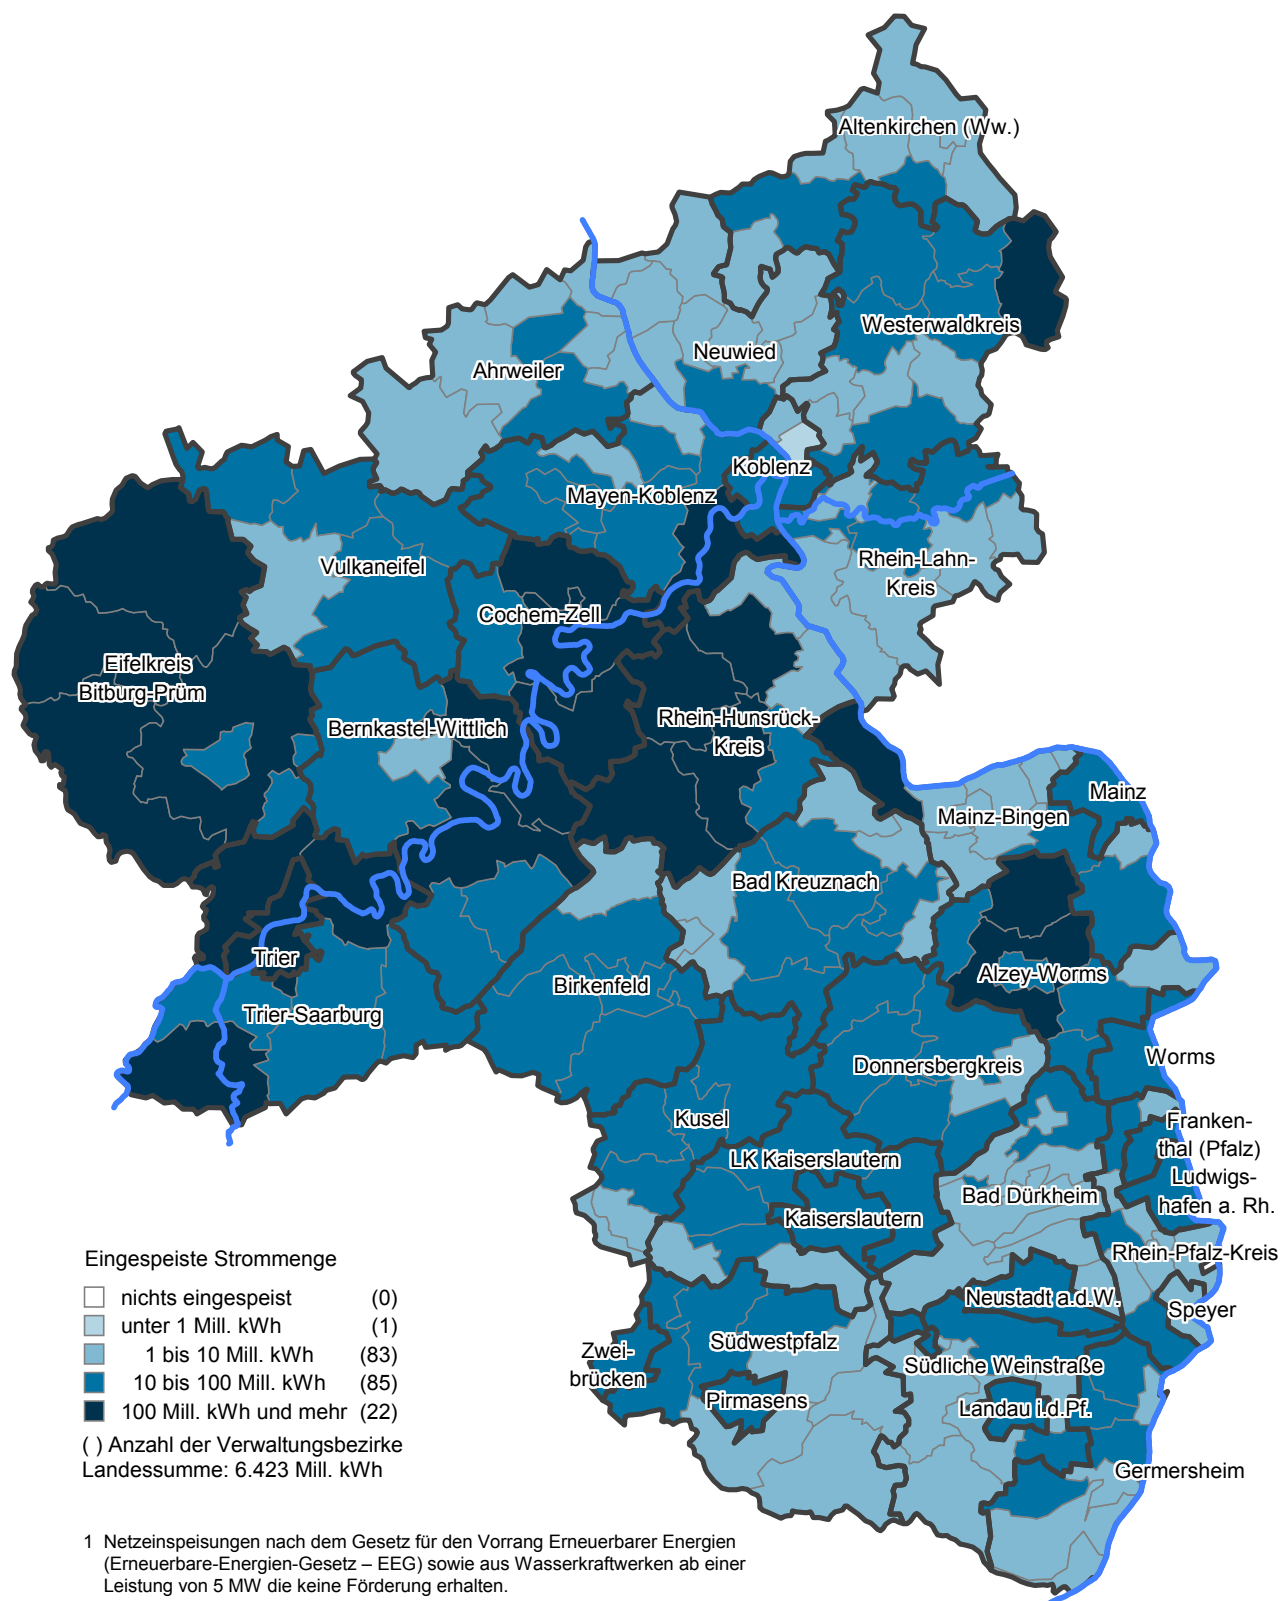 Altenkirchen (Ww.)
Westerwaldkreis
Neuwied
Ahrweiler
Koblenz
Mayen-Koblenz
Rhein-Lahn-
Kreis
Vulkaneifel
Cochem-Zell
Eifelkreis
Bitburg-Prüm
Bernkastel-Wittlich
Rhein-Hunsrück-
Kreis
Mainz
Mainz-Bingen
Bad Kreuznach
Trier
Alzey-Worms
Birkenfeld
Trier-Saarburg
Donnersbergkreis
Worms
Kusel
Franken-
thal (Pfalz)
LK Kaiserslautern
Ludwigs-
hafen a. Rh.
Bad Dürkheim
Kaiserslautern
Rhein-Pfalz-Kreis
Neustadt a.d.W.
Speyer
Südwestpfalz
Zwei-
brücken
Südliche Weinstraße
Pirmasens
Landau i.d.Pf.
Germersheim
Eingespeiste Strommenge
nichts eingespeist (0)
unter 1 Mill. kWh (1)
1 bis 10 Mill. kWh (83)
10 bis 100 Mill. kWh (85)
100 Mill. kWh und mehr (22)
( ) Anzahl der Verwaltungsbezirke
Landessumme: 6.423 Mill. kWh
1 Netzeinspeisungen nach dem Gesetz für den Vorrang Erneuerbarer Energien
(Erneuerbare-Energien-Gesetz – EEG) sowie aus Wasserkraftwerken ab einer
Leistung von 5 MW die keine Förderung erhalten.